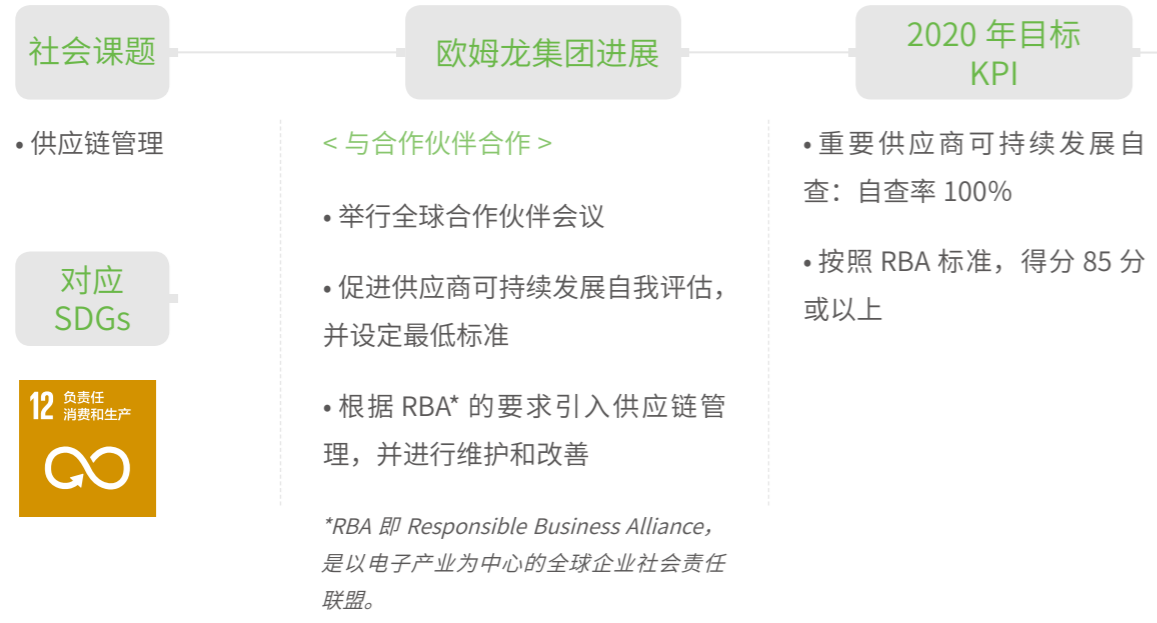 社会课题
欧姆龙集团进展
2020 年目标
KPI
• 供应链管理
对应
SDGs
12 负责任
消费和生产
< 与合作伙伴合作 >
• 举行全球合作伙伴会议
• 促进供应商可持续发展自我评估，
并设定最低标准
• 根据 RBA* 的要求引入供应链管
理，并进行维护和改善
*RBA 即 Responsible Business Alliance，
是以电子产业为中心的全球企业社会责任
联盟。
• 重要供应商可持续发展自
查：自查率 100%
• 按照 RBA 标准，得分 85 分
或以上